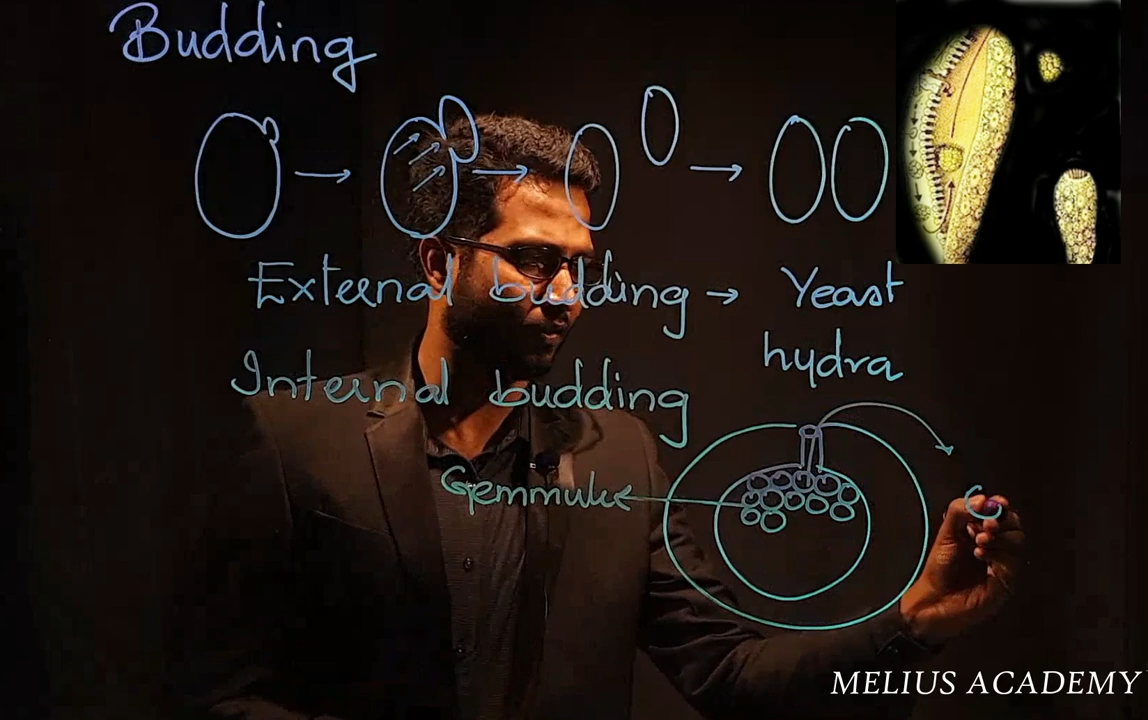 Budding
External budding → Yeast
hydra
Internal budding
Gemmule
MELIUS ACADEMY